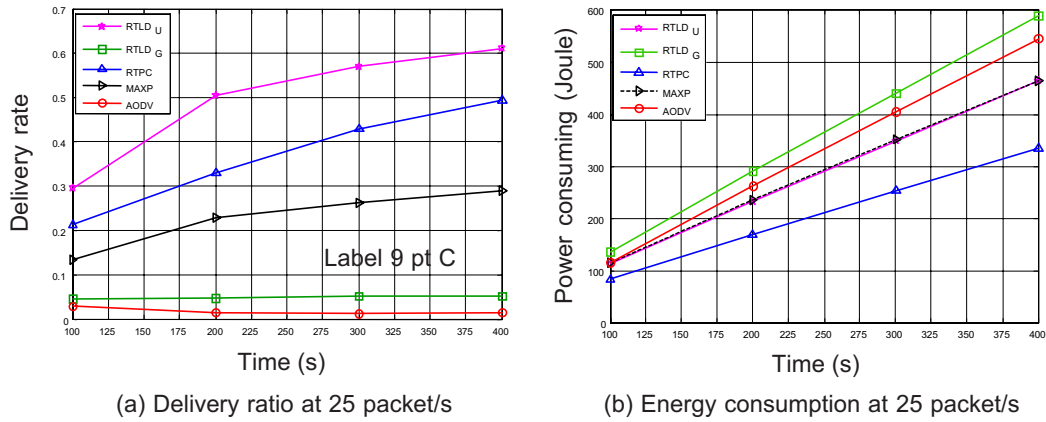 0.7
0.6
0.5
0.4
0.3
0.2
0.1
0
Delivery rate
RTLD U
RTLD G
RTPC
MAXP
AODV
Label 9 pt C
100 125 150 175 200 225 250 275 300 325 350 375 400
Time (s)
(a) Delivery ratio at 25 packet/s
600
500
400
300
200
100
0
Power consuming (Joule)
RTLD U
RTLD G
RTPC
MAXP
AODV
100 125 150 175 200 225 250 275 300 325 350 375 400
Time (s)
(b) Energy consumption at 25 packet/s